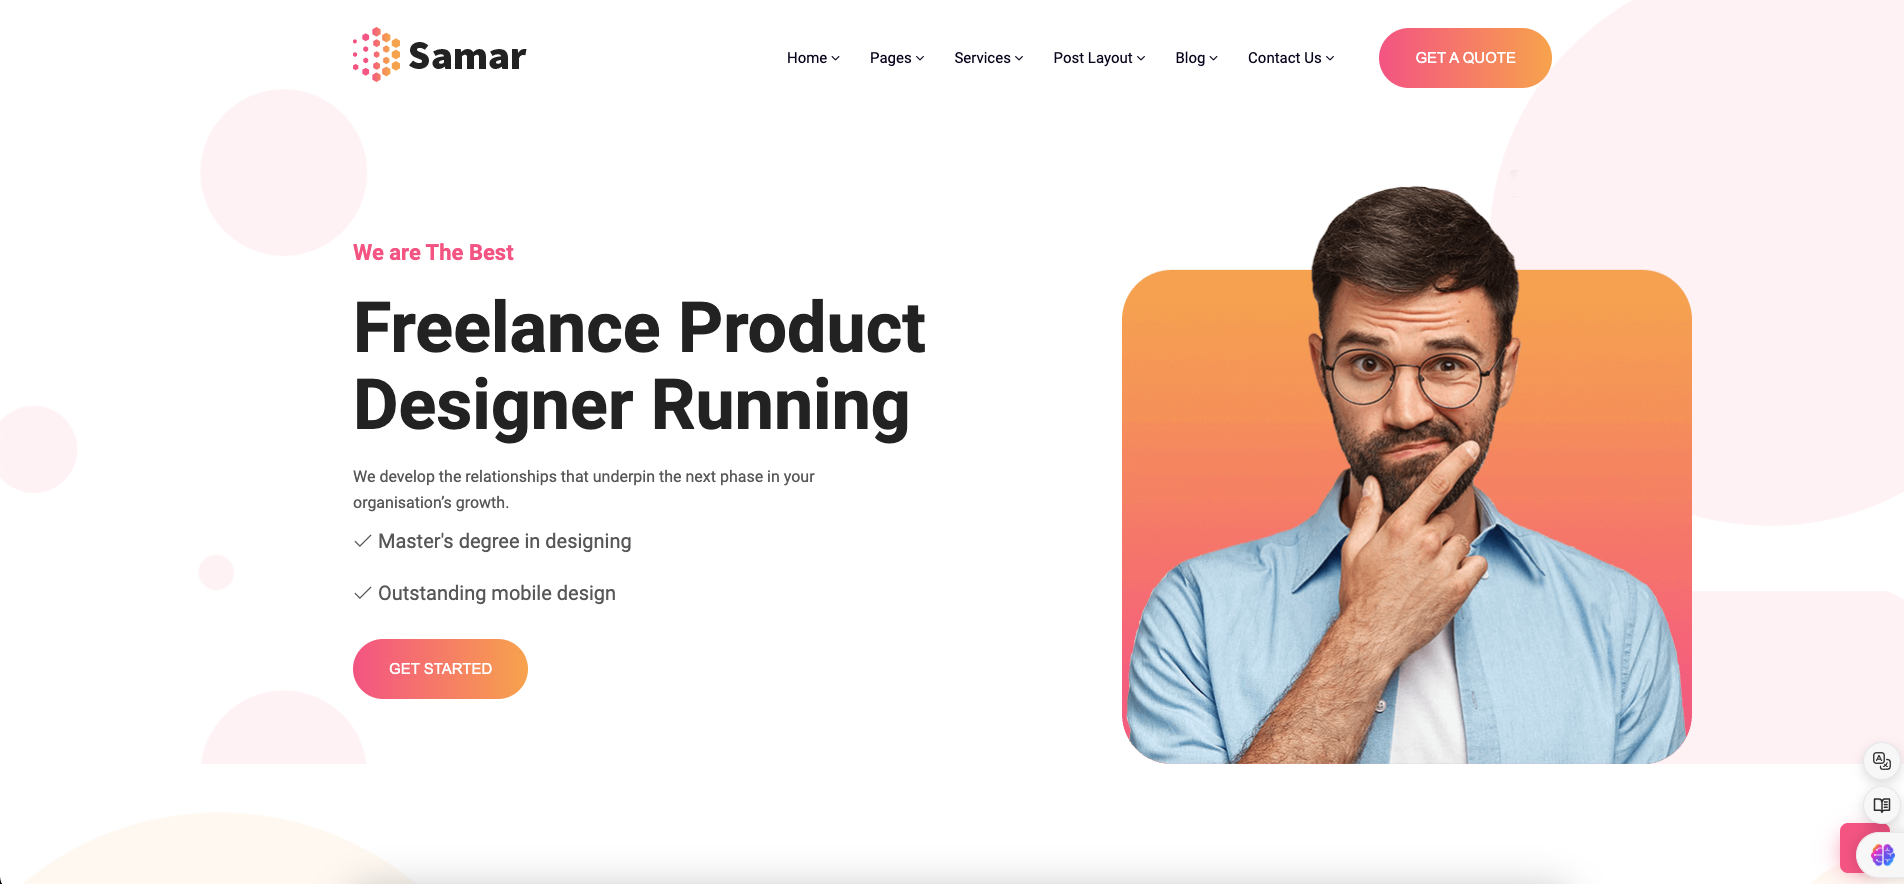 Samar
Home
Pages
Services
Post Layout
Blog
Contact Us
GET A QUOTE
We are The Best
Freelance Product
Designer Running
We develop the relationships that underpin the next phase in your
organisation’s growth.
Master's degree in designing
Outstanding mobile design
GET STARTED